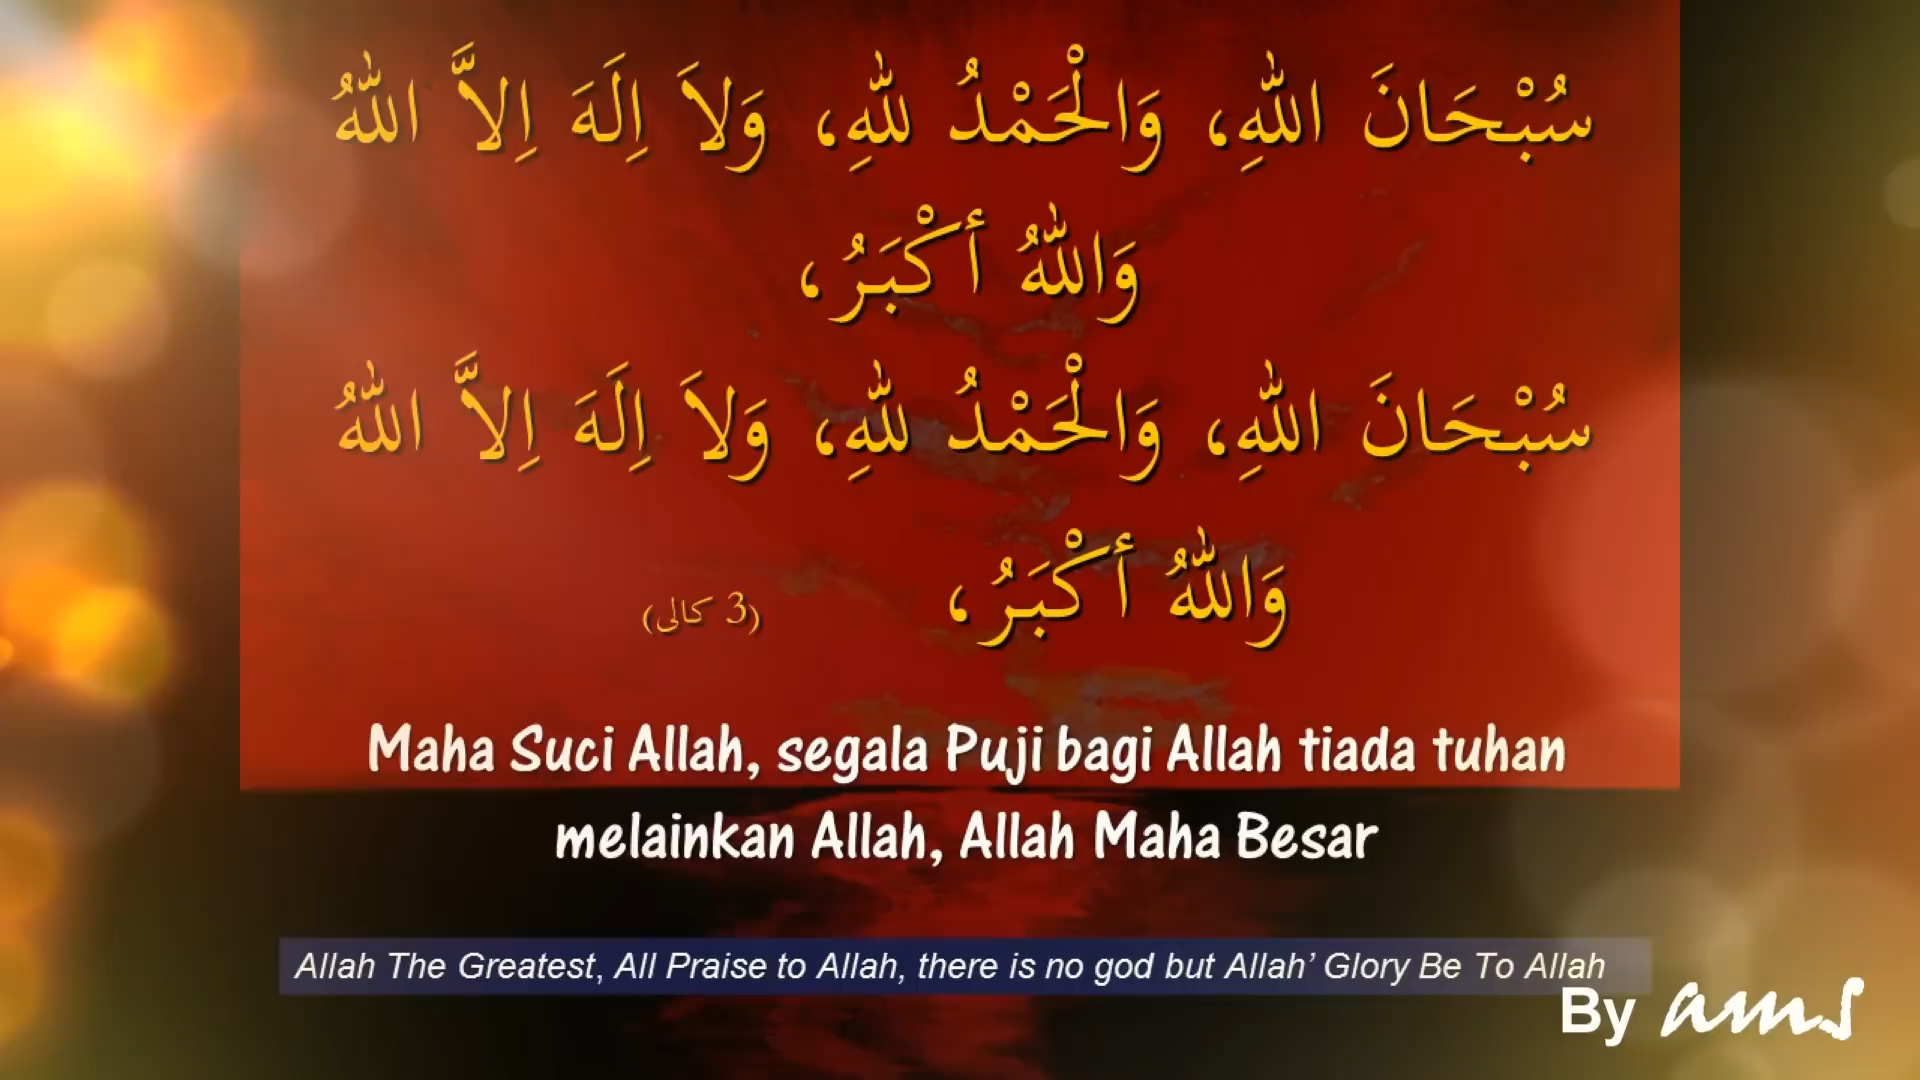 سُبْحَانَ اللهِ، وَالْحَمْدُ للهِ، وَلاَ اِلَهَ اِلاَّ اللهُ
وَاللهُ أكْبَرُ،
سُبْحَانَ اللهِ، وَالْحَمْدُ للهِ، وَلاَ اِلَهَ اِلاَّ اللهُ
وَاللهُ أكْبَرُ، (3 كالى)
Maha Suci Allah, segala Puji bagi Allah tiada tuhan
melainkan Allah, Allah Maha Besar
Allah The Greatest, All Praise to Allah, there is no god but Allah’ Glory Be To Allah
By ams